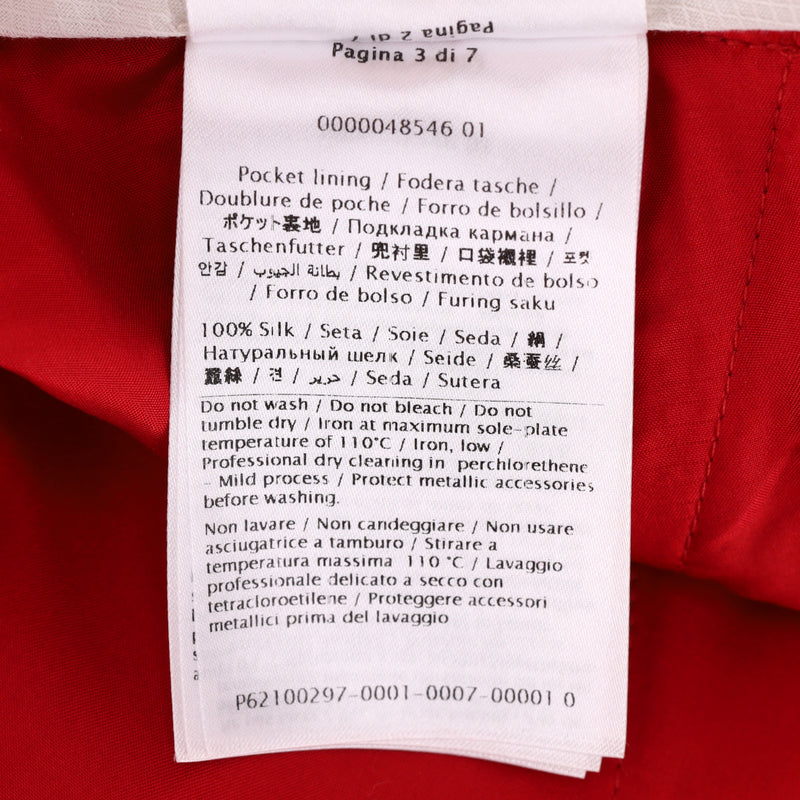 Pagina 2 di 7
Pagina 3 di 7
0000048546 01
Pocket lining / Fodera tasche /
Doublure de poche / Forro de bolsillo /
ポケット裏地 / Подкладка кармана /
Taschenfutter / 兜衬里 / 口袋襯裡 / 포켓
안감 / بطانة الجيوب / Revestimento de bolso
/ Forro de bolso / Furing saku
100% Silk / Seta / Soie / Seda / 絹 /
Натуральный шелк / Seide / 桑蚕丝 /
蠶絲 / 견 / حرير / Seda / Sutera
Do not wash / Do not bleach / Do not
tumble dry / Iron at maximum sole-plate
temperature of 110°C / Iron, low /
Professional dry cleaning in perchlorethene
- Mild process / Protect metallic accessories
before washing.
Non lavare / Non candeggiare / Non usare
asciugatrice a tamburo / Stirare a
temperatura massima 110 °C / Lavaggio
professionale delicato a secco con
tetracloroetilene / Proteggere accessori
metallici prima del lavaggio
P62100297-0001-0007-00001 0